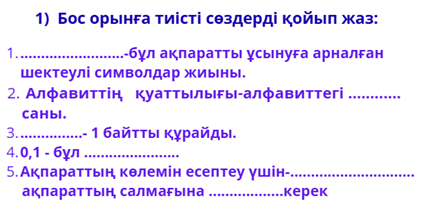 1) Бос орынға тиісті сөздерді қойып жаз:
1. .........................-бұл ақпаратты ұсынуға арналған
шектеулі символдар жиыны.
2. Алфавиттің қуаттылығы-алфавиттегі ............
саны.
3. ...............- 1 байтты құрайды.
4. 0,1 - бұл .......................
5. Ақпараттың көлемін есептеу үшін-..............................
ақпараттың салмағына ..................керек